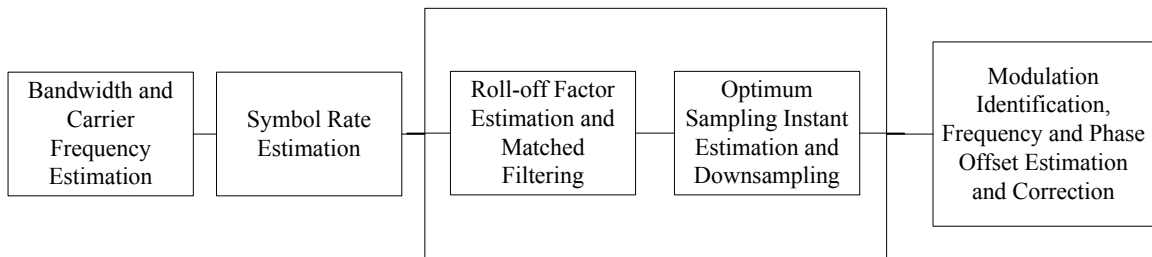 Bandwidth and
Carrier
Frequency
Estimation
Symbol Rate
Estimation
Roll-off Factor
Estimation and
Matched
Filtering
Optimum
Sampling Instant
Estimation and
Downsampling
Modulation
Identification,
Frequency and Phase
Offset Estimation
and Correction